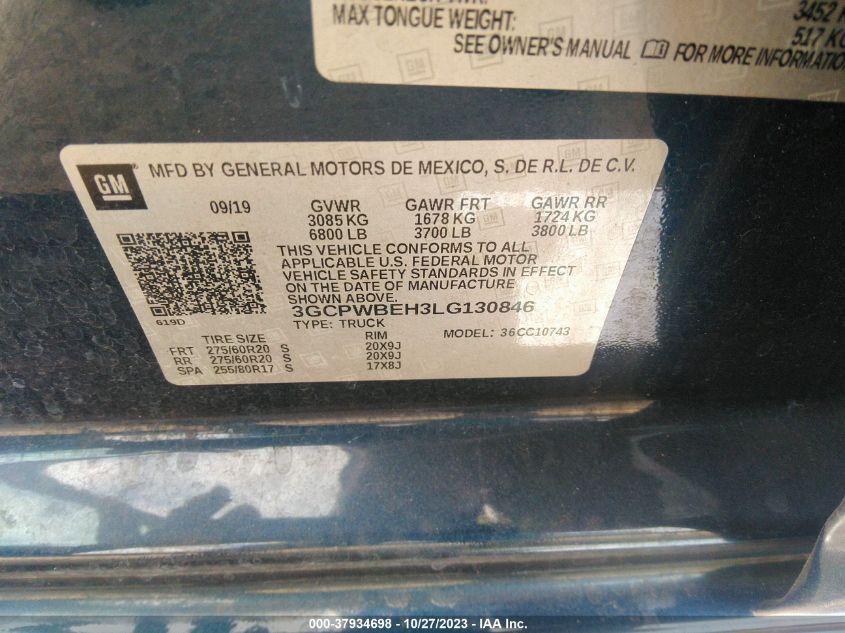 MAX TONGUE WEIGHT:
3452
517 KG
SEE OWNER'S MANUAL FOR MORE INFORMATION
GM MFD BY GENERAL MOTORS DE MEXICO, S. DE R.L. DE C.V.
09/19 GVWR GAWR FRT GAWR RR
3085 KG 1678 KG 1724 KG
6800 LB 3700 LB 3800 LB
THIS VEHICLE CONFORMS TO ALL
APPLICABLE U.S. FEDERAL MOTOR
VEHICLE SAFETY STANDARDS IN EFFECT
ON THE DATE OF MANUFACTURE
SHOWN ABOVE.
619D
3GCPWBEH3LG130846
TYPE: TRUCK MODEL: 36CC10743
TIRE SIZE RIM
FRT 275/60R20 S 20X9J
RR 275/60R20 S 20X9J
SPA 255/80R17 S 17X8J
000-37934698 - 10/27/2023 - IAA Inc.